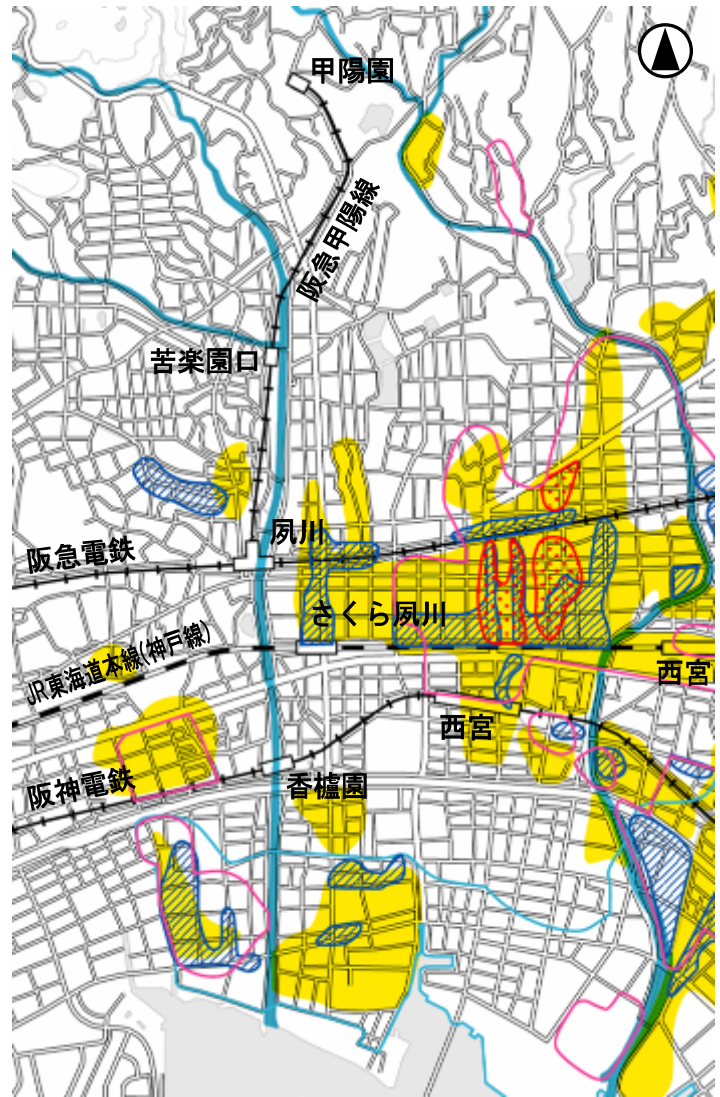 甲陽園
阪急甲陽線
苦楽園口
夙川
阪急電鉄
さくら夙川
JR東海道本線(神戸線)
西宮
西宮
阪神電鉄
香櫨園